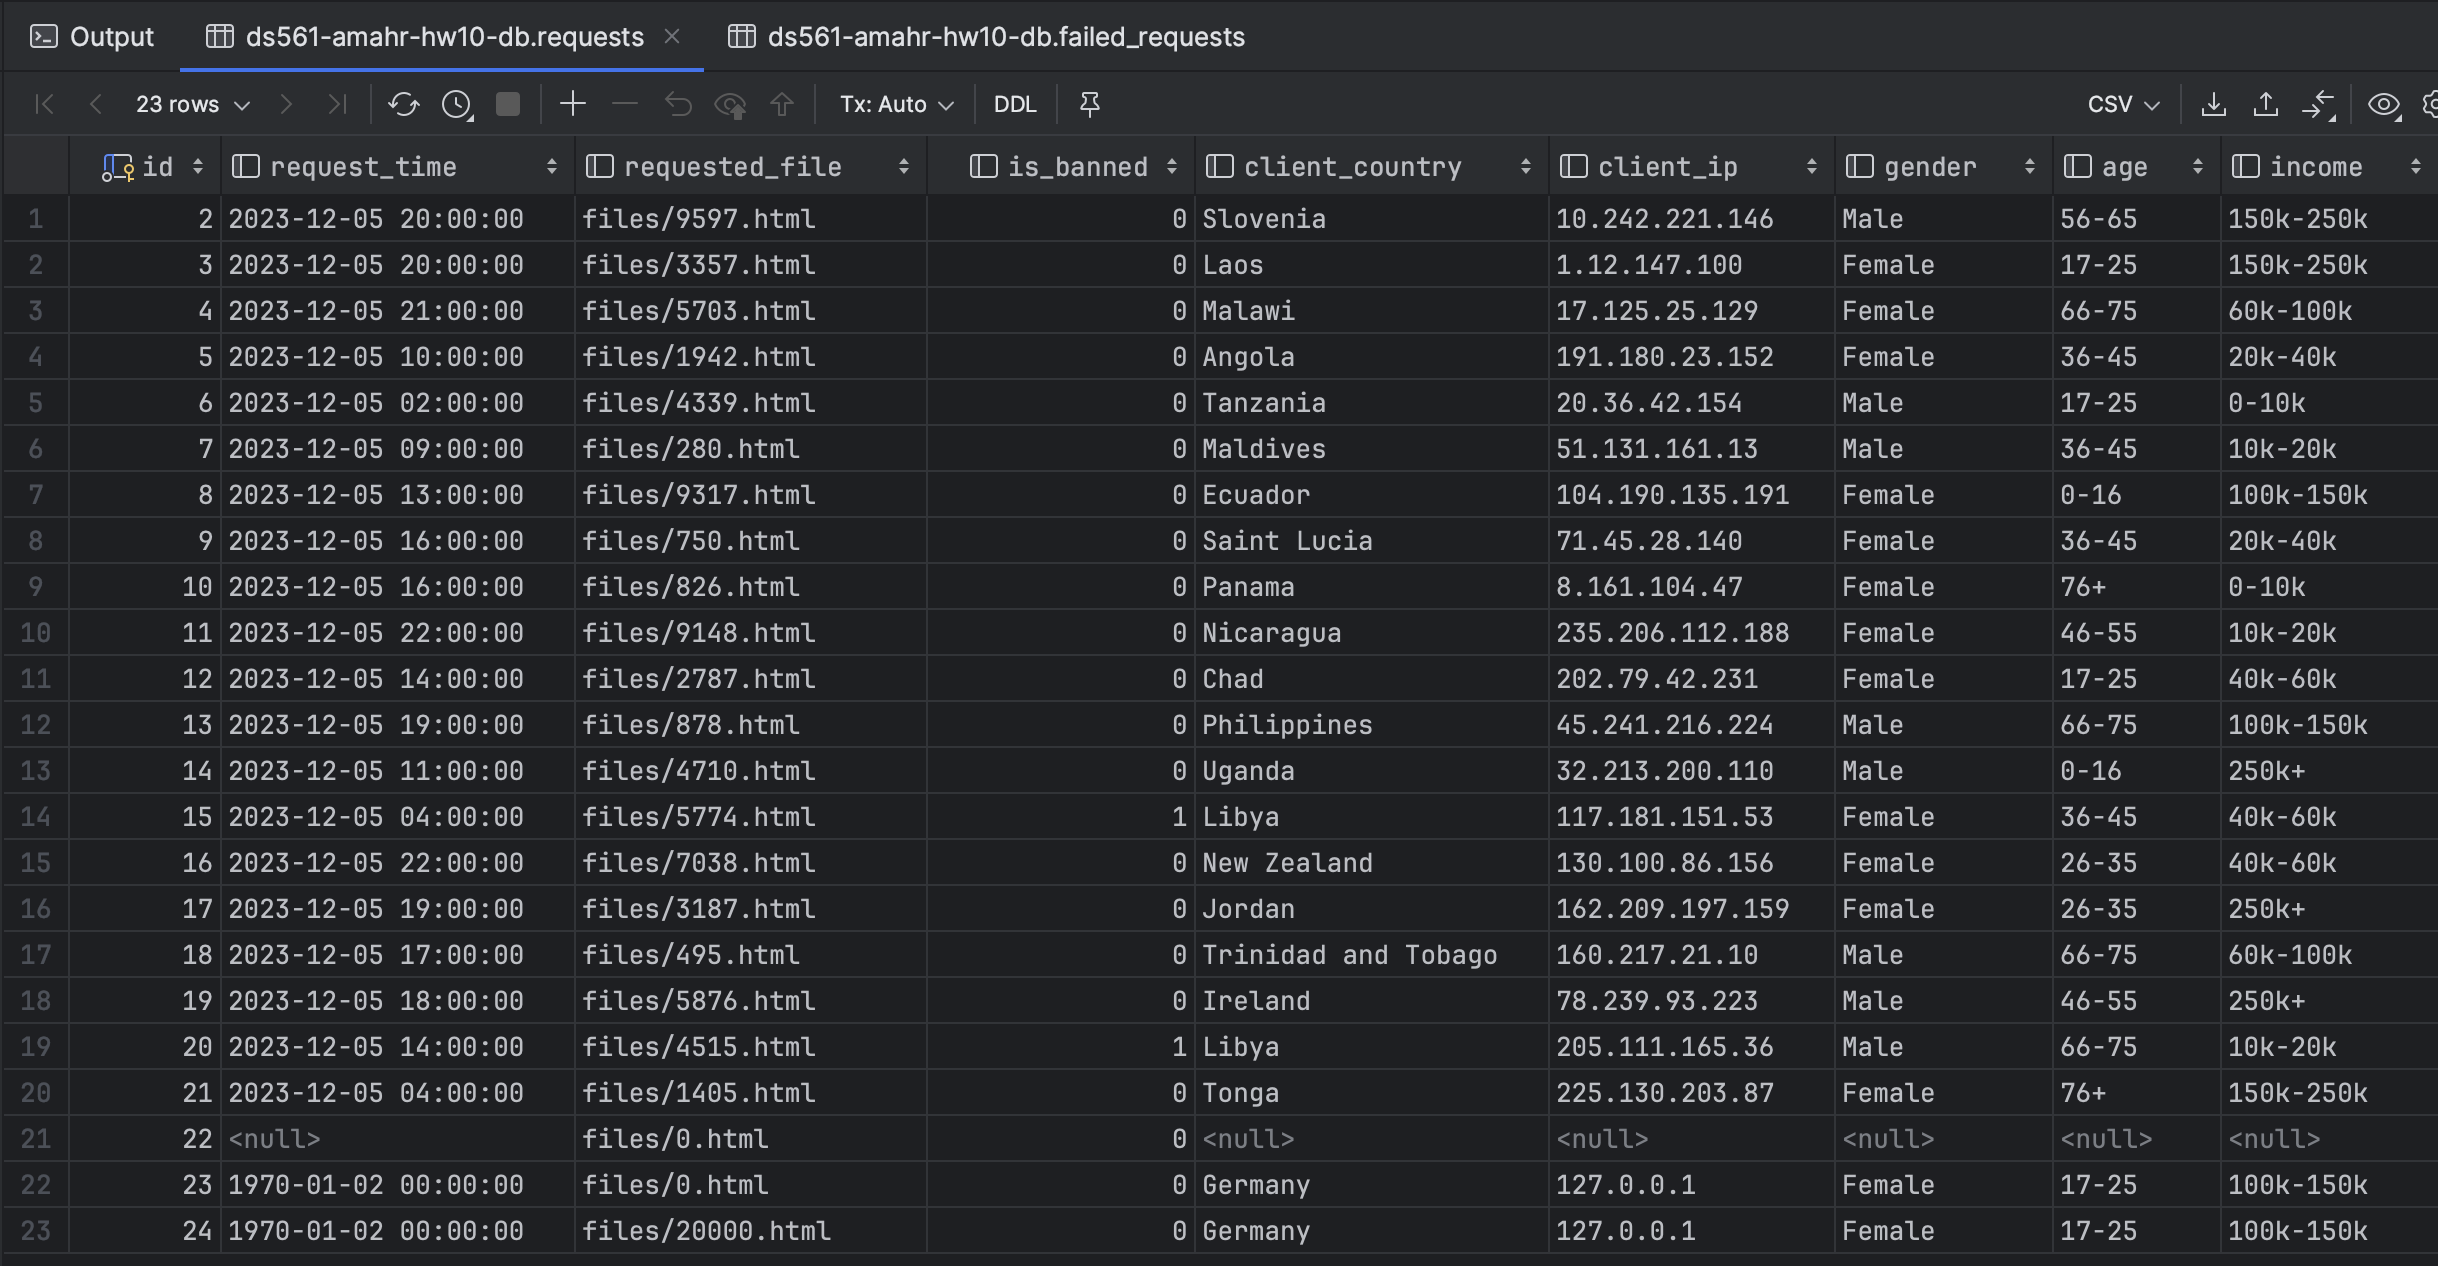 Output ds561-amahr-hw10-db.requests ds561-amahr-hw10-db.failed_requests
23 rows Tx: Auto DDL CSV
id request_time requested_file is_banned client_country client_ip gender age income
1 2 2023-12-05 20:00:00 files/9597.html 0 Slovenia 10.242.221.146 Male 56-65 150k-250k
2 3 2023-12-05 20:00:00 files/3357.html 0 Laos 1.12.147.100 Female 17-25 150k-250k
3 4 2023-12-05 21:00:00 files/5703.html 0 Malawi 17.125.25.129 Female 66-75 60k-100k
4 5 2023-12-05 10:00:00 files/1942.html 0 Angola 191.180.23.152 Female 36-45 20k-40k
5 6 2023-12-05 02:00:00 files/4339.html 0 Tanzania 20.36.42.154 Male 17-25 0-10k
6 7 2023-12-05 09:00:00 files/280.html 0 Maldives 51.131.161.13 Male 36-45 10k-20k
7 8 2023-12-05 13:00:00 files/9317.html 0 Ecuador 104.190.135.191 Female 0-16 100k-150k
8 9 2023-12-05 16:00:00 files/750.html 0 Saint Lucia 71.45.28.140 Female 36-45 20k-40k
9 10 2023-12-05 16:00:00 files/826.html 0 Panama 8.161.104.47 Female 76+ 0-10k
10 11 2023-12-05 22:00:00 files/9148.html 0 Nicaragua 235.206.112.188 Female 46-55 10k-20k
11 12 2023-12-05 14:00:00 files/2787.html 0 Chad 202.79.42.231 Female 17-25 40k-60k
12 13 2023-12-05 19:00:00 files/878.html 0 Philippines 45.241.216.224 Male 66-75 100k-150k
13 14 2023-12-05 11:00:00 files/4710.html 0 Uganda 32.213.200.110 Male 0-16 250k+
14 15 2023-12-05 04:00:00 files/5774.html 1 Libya 117.181.151.53 Female 36-45 40k-60k
15 16 2023-12-05 22:00:00 files/7038.html 0 New Zealand 130.100.86.156 Female 26-35 40k-60k
16 17 2023-12-05 19:00:00 files/3187.html 0 Jordan 162.209.197.159 Female 26-35 250k+
17 18 2023-12-05 17:00:00 files/495.html 0 Trinidad and Tobago 160.217.21.10 Male 66-75 60k-100k
18 19 2023-12-05 18:00:00 files/5876.html 0 Ireland 78.239.93.223 Male 46-55 250k+
19 20 2023-12-05 14:00:00 files/4515.html 1 Libya 205.111.165.36 Male 66-75 10k-20k
20 21 2023-12-05 04:00:00 files/1405.html 0 Tonga 225.130.203.87 Female 76+ 150k-250k
21 22 <null> files/0.html 0 <null> <null> <null> <null> <null>
22 23 1970-01-02 00:00:00 files/0.html 0 Germany 127.0.0.1 Female 17-25 100k-150k
23 24 1970-01-02 00:00:00 files/20000.html 0 Germany 127.0.0.1 Female 17-25 100k-150k